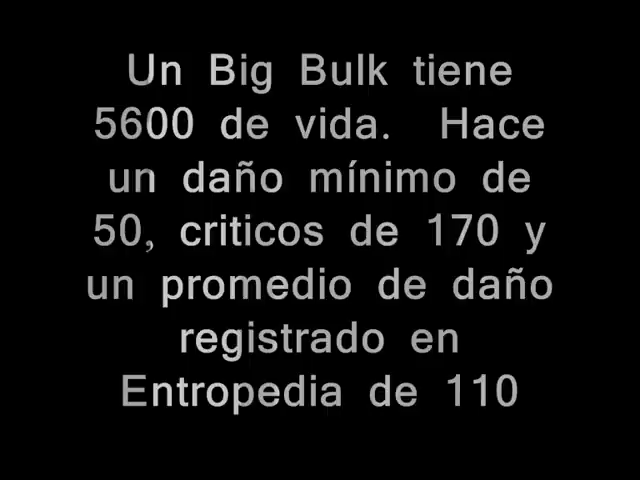 Un Big Bulk tiene
5600 de vida. Hace
un daño mínimo de
50, criticos de 170 y
un promedio de daño
registrado en
Entropedia de 110